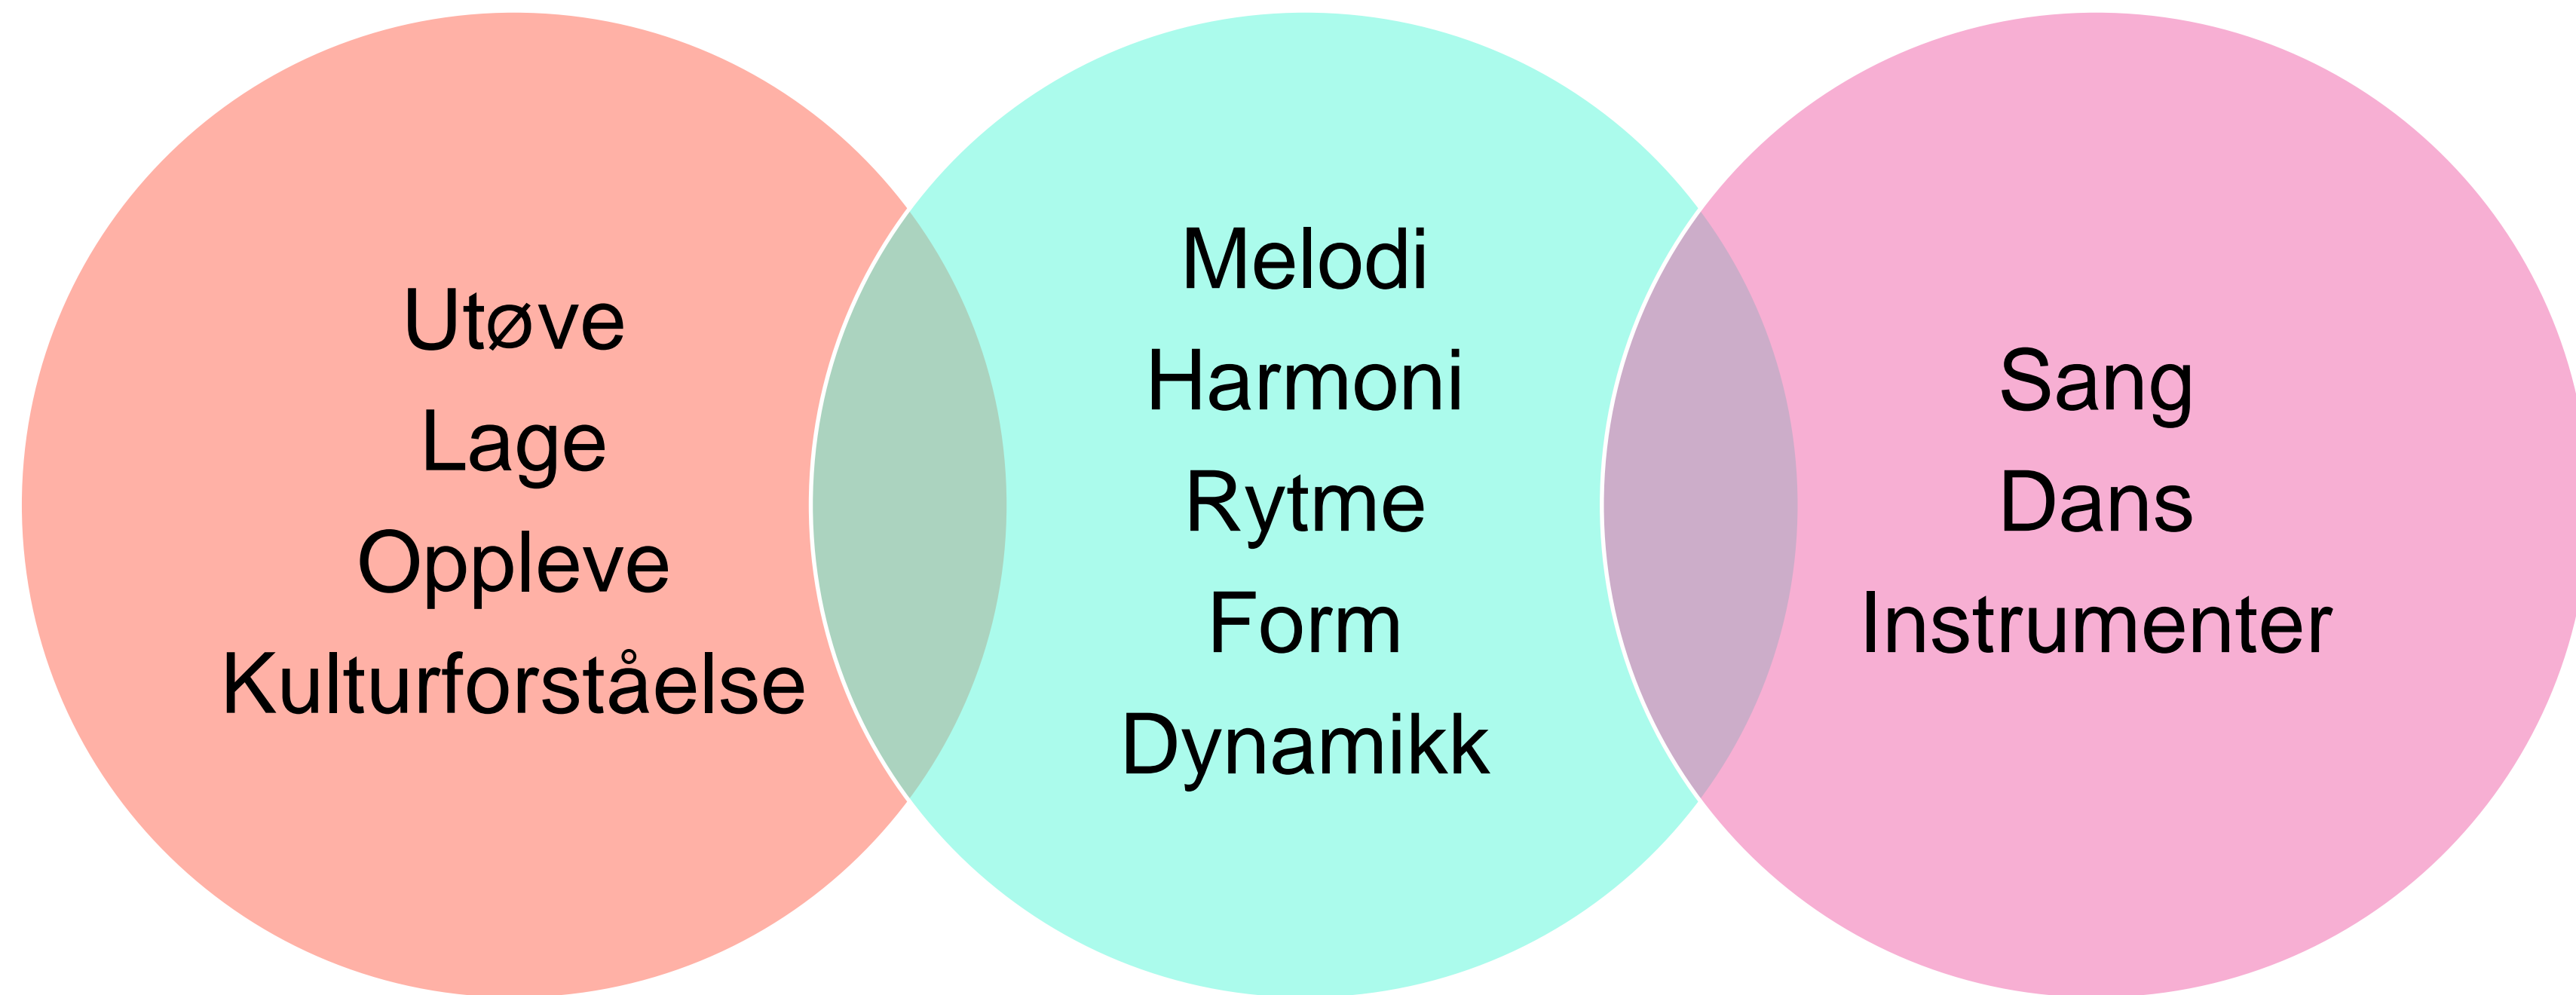 Utøve
Lage
Oppleve
Kulturforståelse
Melodi
Harmoni
Rytme
Form
Dynamikk
Sang
Dans
Instrumenter